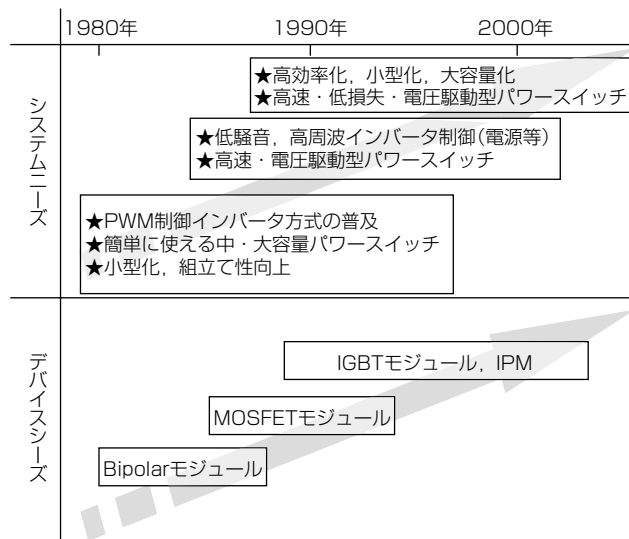 1980年 1990年 2000年
システムニーズ
★高効率化，小型化，大容量化
★高速・低損失・電圧駆動型パワースイッチ
★低騒音，高周波インバータ制御(電源等)
★高速・電圧駆動型パワースイッチ
★PWM制御インバータ方式の普及
★簡単に使える中・大容量パワースイッチ
★小型化，組立て性向上
デバイスシーズ
IGBTモジュール，IPM
MOSFETモジュール
Bipolarモジュール